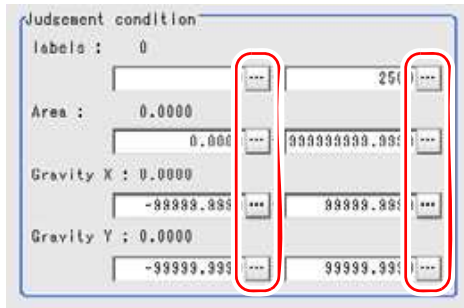 Judgement condition
labels : 0
... 250 ...
Area : 0.0000
0.000 ... 999999999.999 ...
Gravity X : 0.0000
-99999.999 ... 99999.999 ...
Gravity Y : 0.0000
-99999.999 ... 99999.999 ...